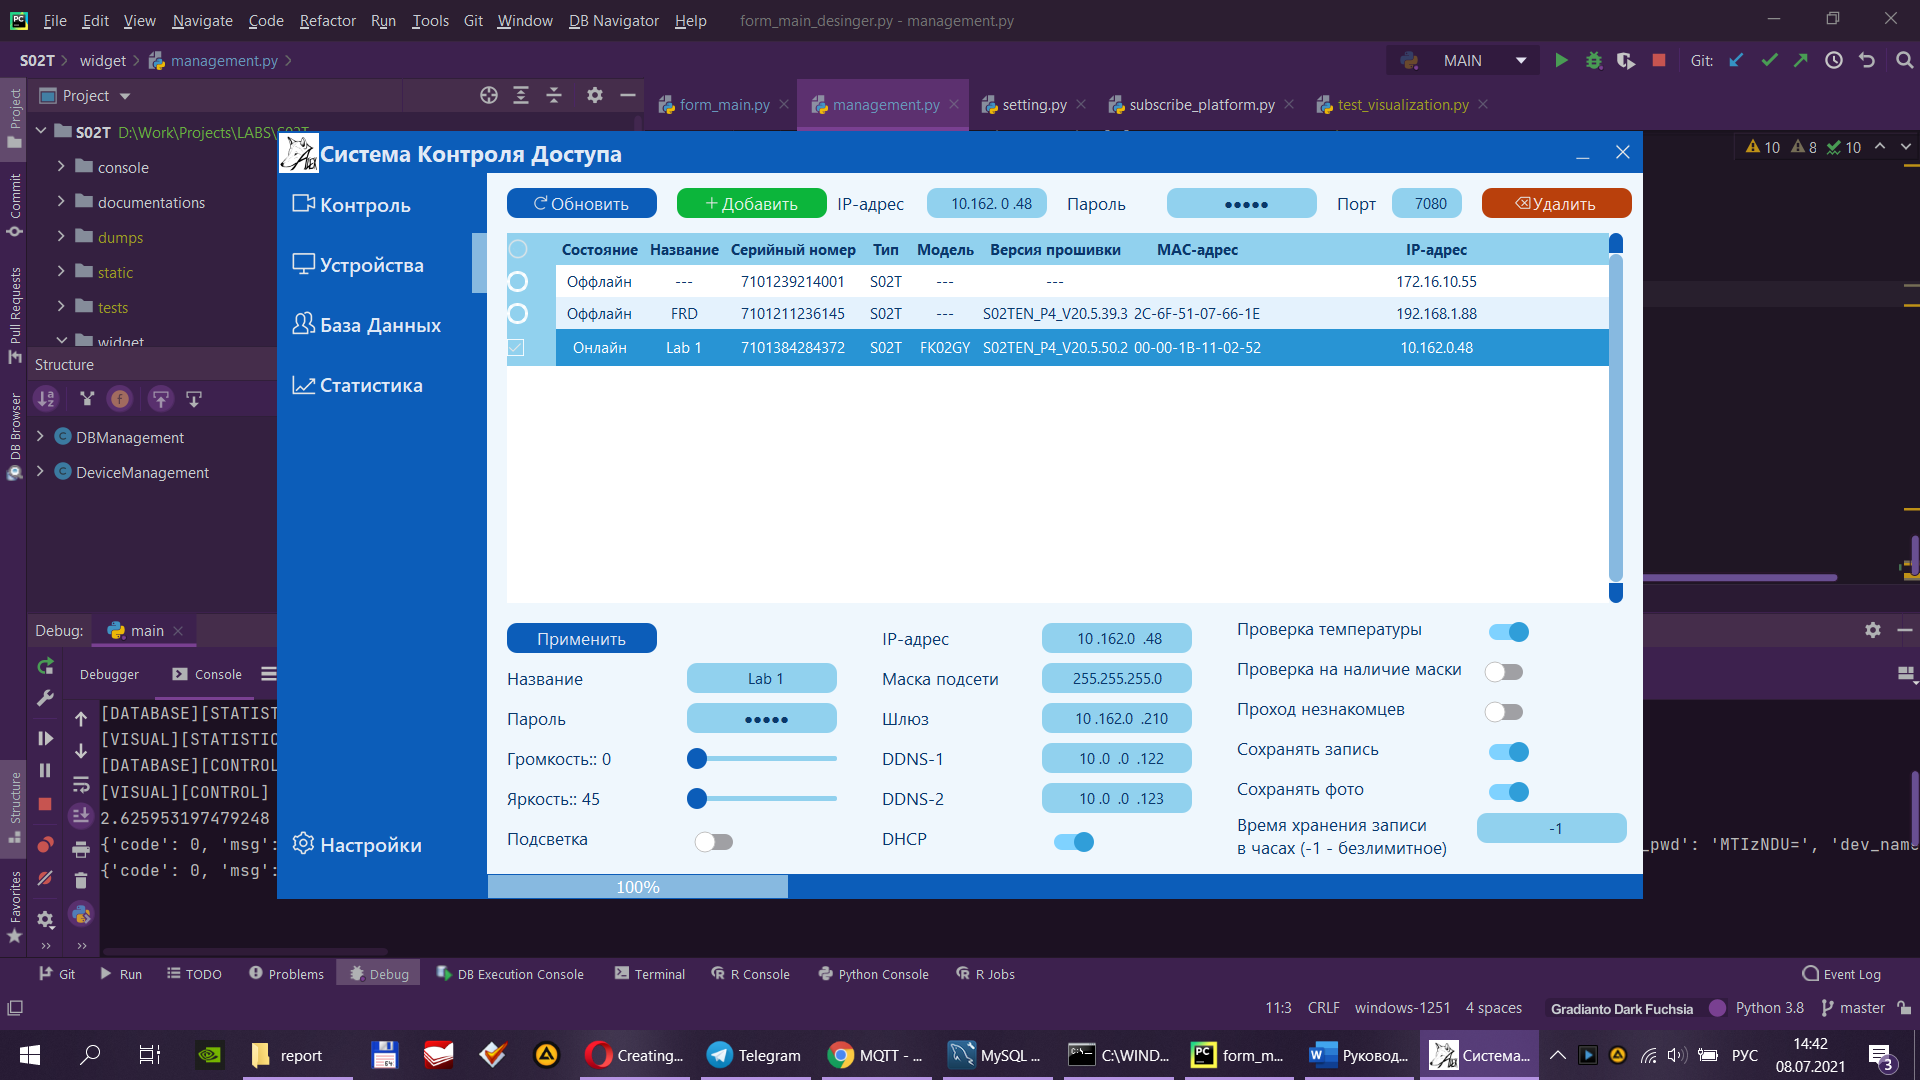 File Edit View Navigate Code Refactor Run Tools Git Window DB Navigator Help form_main_desinger.py - management.py
S02T widget management.py MAIN Git:
Project form_main.py management.py setting.py subscribe_platform.py test_visualization.py
S02T D:\Work\Projects\LABS\S02T
10 8 10
console
documentations
dumps
static
tests
widget
Structure
DBManagement
DeviceManagement
Project
Commit
Pull Requests
DB Browser
Structure
Favorites
Система Контроля Доступа
Контроль
Устройства
База Данных
Статистика
Настройки
Обновить Добавить IP-адрес 10.162. 0 .48 Пароль ●●●●● Порт 7080 Удалить
Состояние Название Серийный номер Тип Модель Версия прошивки MAC-адрес IP-адрес
Оффлайн --- 7101239214001 S02T --- --- 172.16.10.55
Оффлайн FRD 7101211236145 S02T --- S02TEN_P4_V20.5.39.3 2C-6F-51-07-66-1E 192.168.1.88
Онлайн Lab 1 7101384284372 S02T FK02GY S02TEN_P4_V20.5.50.2 00-00-1B-11-02-52 10.162.0.48
Применить
Название Lab 1
Пароль ●●●●●
Громкость:: 0
Яркость:: 45
Подсветка
IP-адрес 10 .162.0 .48
Маска подсети 255.255.255.0
Шлюз 10 .162.0 .210
DDNS-1 10 .0 .0 .122
DDNS-2 10 .0 .0 .123
DHCP
Проверка температуры
Проверка на наличие маски
Проход незнакомцев
Сохранять запись
Сохранять фото
Время хранения записи
в часах (-1 - безлимитное) -1
100%
Debug: main
Debugger Console
[DATABASE][STATIST
[VISUAL][STATISTIC
[DATABASE][CONTROL
[VISUAL][CONTROL]
2.625953197479248
{'code': 0, 'msg': _pwd': 'MTIzNDU=', 'dev_name
{'code': 0, 'msg':
Git Run TODO Problems Debug DB Execution Console Terminal R Console Python Console R Jobs Event Log
11:3 CRLF windows-1251 4 spaces Gradianto Dark Fuchsia Python 3.8 master
report Creating... Telegram MQTT - ... MySQL ... C:\WIND... form_m... Руковод... Система... РУС 14:42
08.07.2021 3